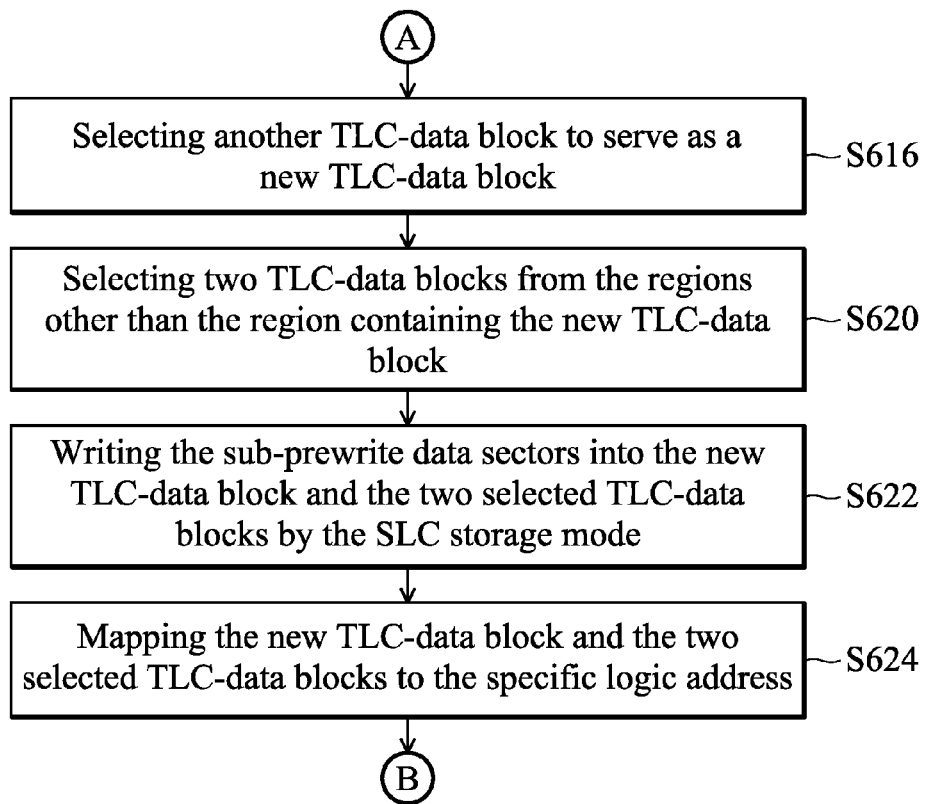 A
Selecting another TLC-data block to serve as a
new TLC-data block
S616
Selecting two TLC-data blocks from the regions
other than the region containing the new TLC-data
block
S620
Writing the sub-prewrite data sectors into the new
TLC-data block and the two selected TLC-data
blocks by the SLC storage mode
S622
Mapping the new TLC-data block and the two
selected TLC-data blocks to the specific logic address
S624
B